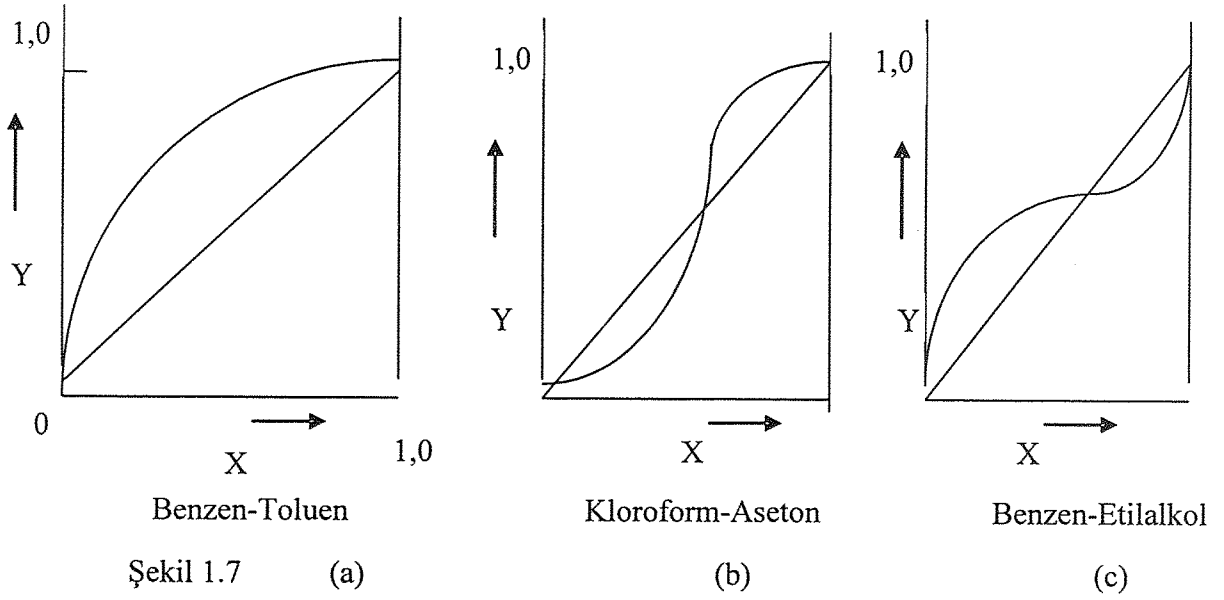 1,0
Y
0
X
1,0
Benzen-Toluen
Şekil 1.7 (a)
1,0
Y
X
Kloroform-Aseton
(b)
1,0
Y
X
Benzen-Etilalkol
(c)